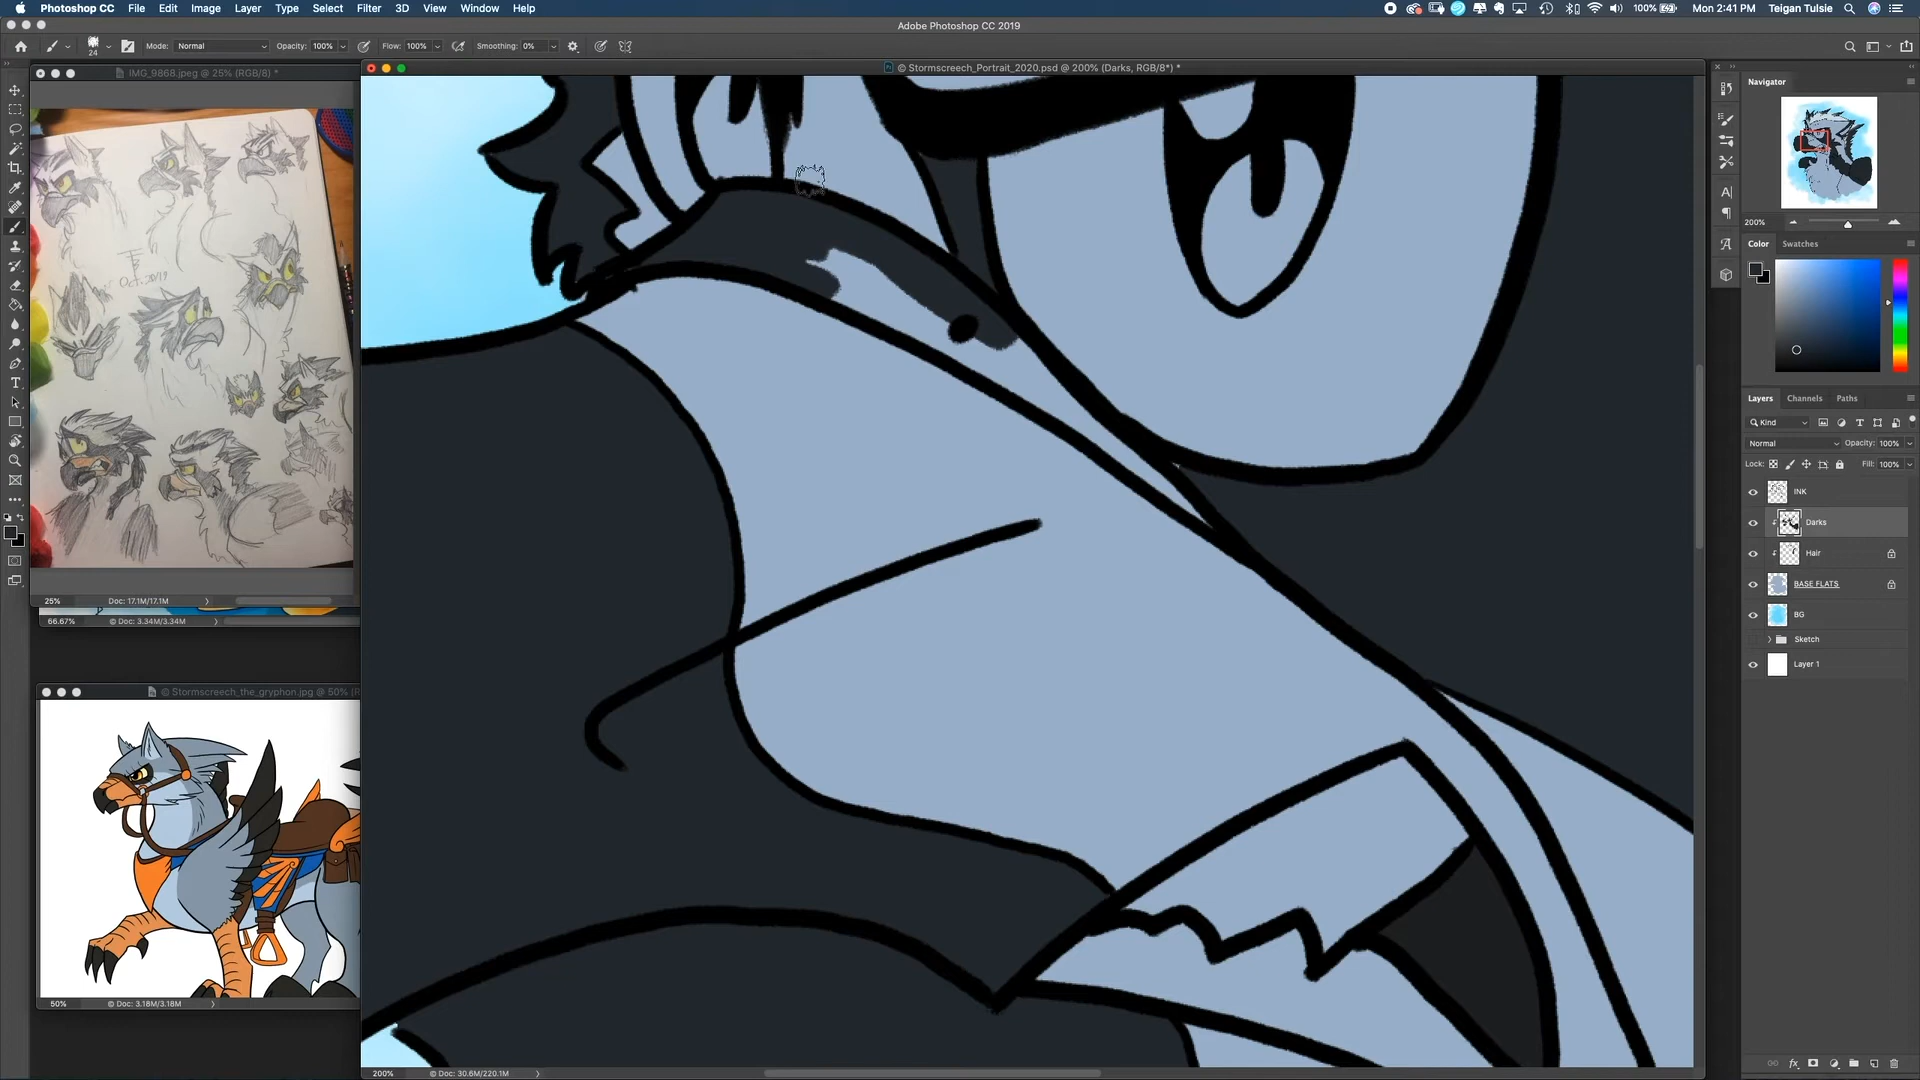 Photoshop CC File Edit Image Layer Type Select Filter 3D View Window Help
100% Mon 2:41 PM Teigan Tulsie
Adobe Photoshop CC 2019
24 Mode: Normal Opacity: 100% Flow: 100% Smoothing: 0%
IMG_9868.jpeg @ 25% (RGB/8) *
© Stormscreech_Portrait_2020.psd @ 200% (Darks, RGB/8*) *
Navigator
200%
Color Swatches
Oct. 20/19
Layers Channels Paths
Kind
Normal Opacity: 100%
Lock: Fill: 100%
INK
Darks
Hair
BASE FLATS
BG
Sketch
Layer 1
25% Doc: 17.1M/17.1M
66.67% © Doc: 3.34M/3.34M
© Stormscreech_the_gryphon.jpg @ 50% (R
50% © Doc: 3.18M/3.18M
200% © Doc: 30.6M/220.1M